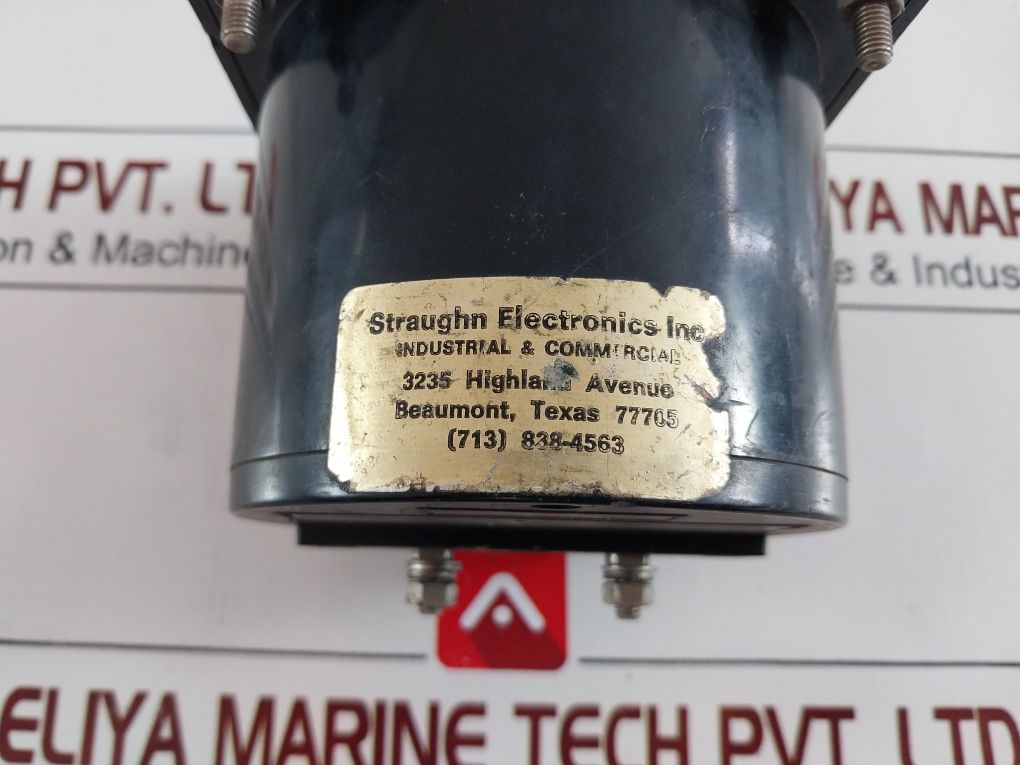 H PVT. LT
on & Machin
YA MAR
e & Indus
Straughn Electronics Inc
INDUSTRIAL & COMMERCIAL
3235 Highland Avenue
Beaumont, Texas 77705
(713) 838-4563
ELIYA MARINE TECH PVT. LTD